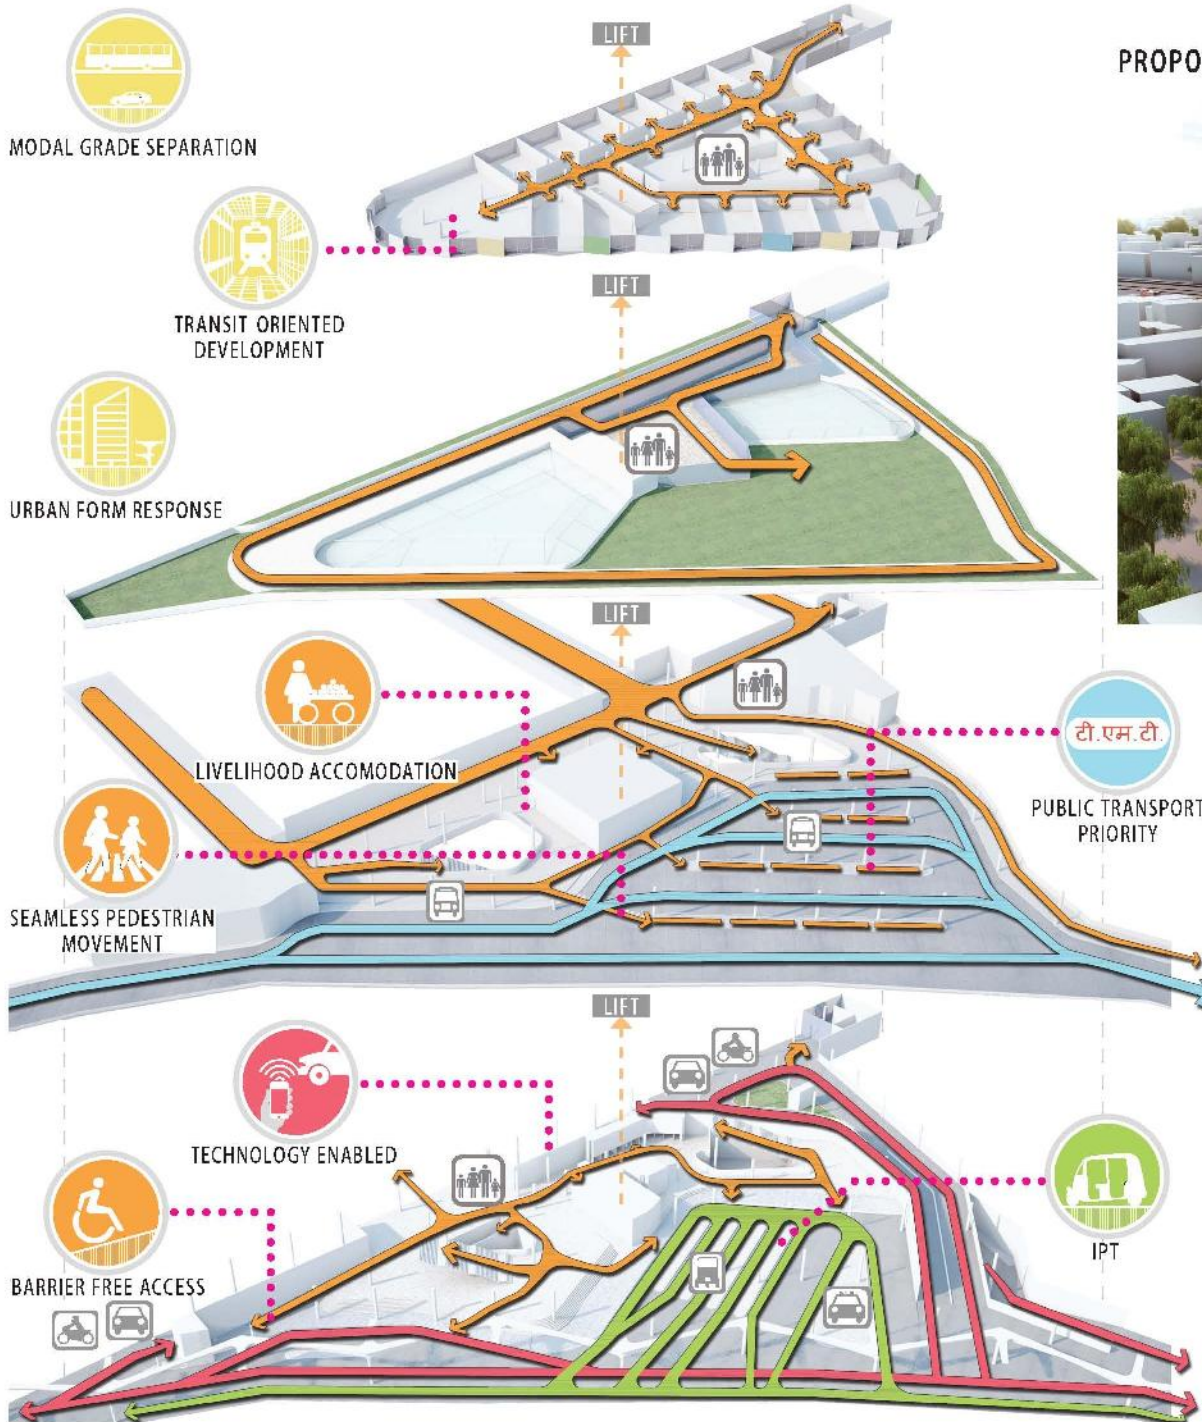 LIFT
PROPO
MODAL GRADE SEPARATION
LIFT
TRANSIT ORIENTED
DEVELOPMENT
URBAN FORM RESPONSE
LIFT
LIVELIHOOD ACCOMODATION
टी.एम.टी.
PUBLIC TRANSPORT
PRIORITY
SEAMLESS PEDESTRIAN
MOVEMENT
LIFT
TECHNOLOGY ENABLED
IPT
BARRIER FREE ACCESS